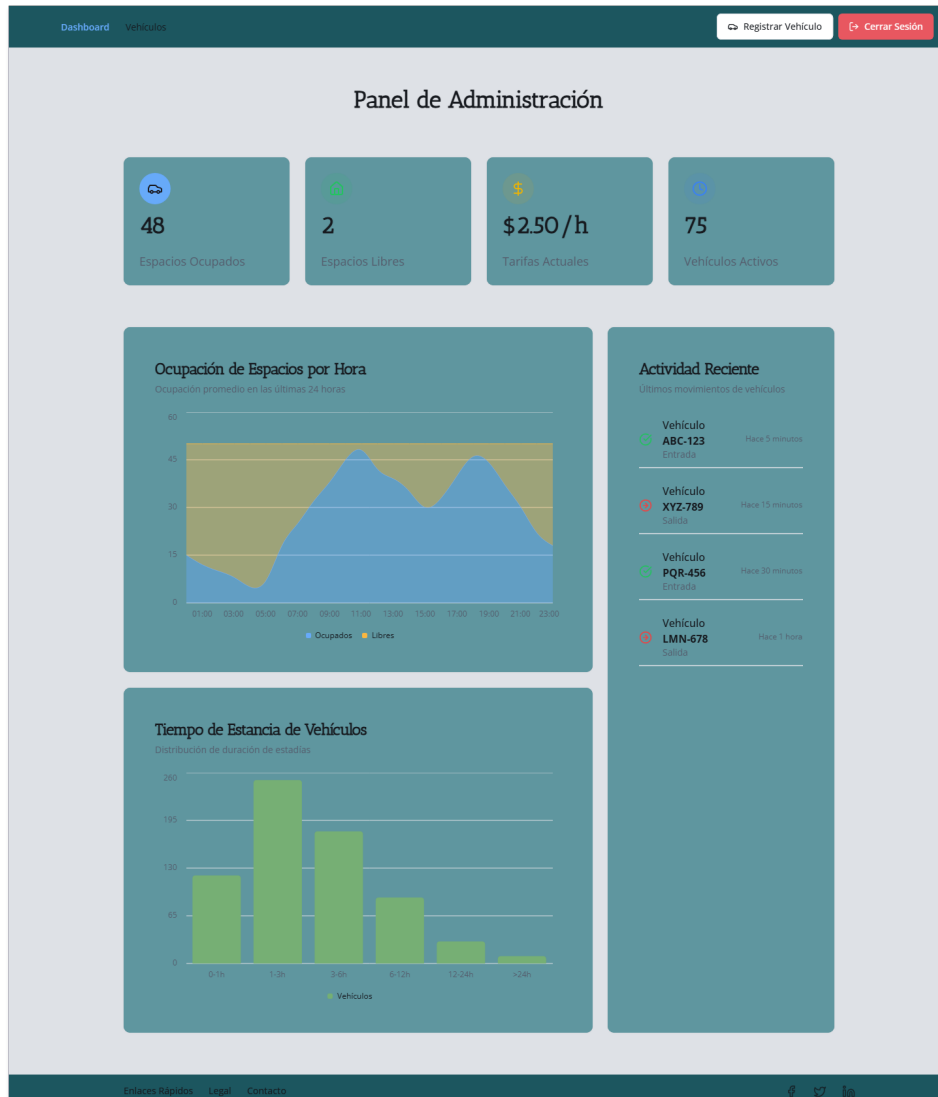 Dashboard Vehículos Registrar Vehículo Cerrar Sesión
Panel de Administración
48
Espacios Ocupados
2
Espacios Libres
$2.50/h
Tarifas Actuales
75
Vehículos Activos
Ocupación de Espacios por Hora
Ocupación promedio en las últimas 24 horas
60
45
30
15
0
01:00 03:00 05:00 07:00 09:00 11:00 13:00 15:00 17:00 19:00 21:00 23:00
Ocupados Libres
Actividad Reciente
Últimos movimientos de vehículos
Vehículo
ABC-123
Entrada
Hace 5 minutos
Vehículo
XYZ-789
Salida
Hace 15 minutos
Vehículo
PQR-456
Entrada
Hace 30 minutos
Vehículo
LMN-678
Salida
Hace 1 hora
Tiempo de Estancia de Vehículos
Distribución de duración de estadías
260
195
130
65
0
0-1h 1-3h 3-6h 6-12h 12-24h >24h
Vehículos
Enlaces Rápidos Legal Contacto